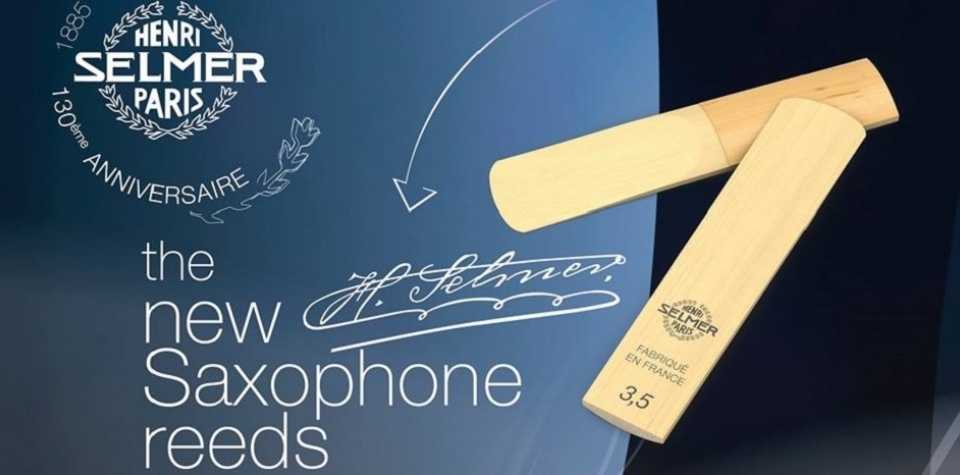 1885
HENRI
SELMER
PARIS
130ème ANNIVERSAIRE
H. Selmer.
the
new
Saxophone
reeds
HENRI
SELMER
PARIS
FABRIQUÉ
EN FRANCE
3,5